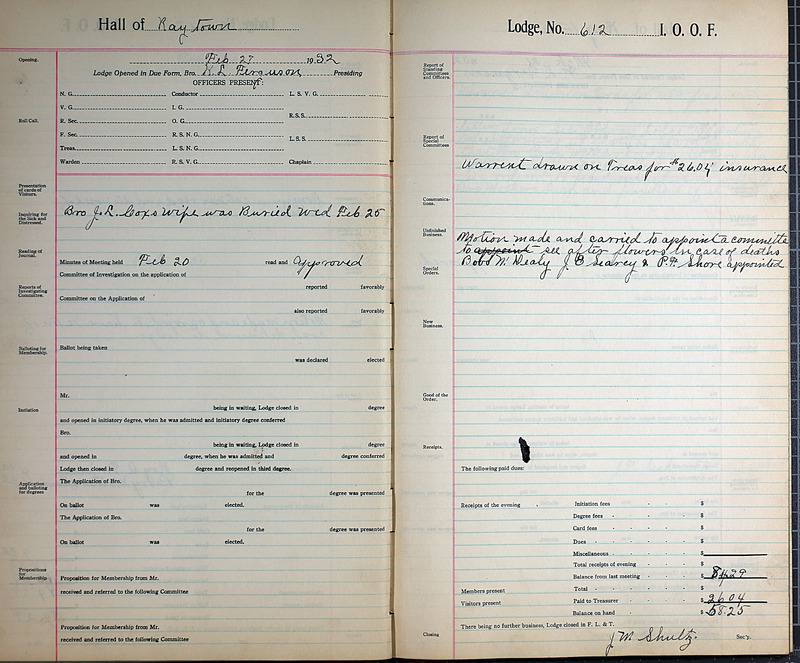 Hall of Raytown
Opening.
Feb 27 1932
Lodge Opened in Due Form, Bro. H. L. Ferguson Presiding
OFFICERS PRESENT:
N. G. Conductor L. S. V. G.
V. G. I. G.
Roll Call.
R. Sec. O. G. R. S. S.
F. Sec. R. S. N. G. L. S. S.
Treas. L. S. N. G.
Warden R. S. V. G. Chaplain
Presentation of cards of Visitors.
Inquiring for the Sick and Distressed.
Bro J. L. Coxs Wife was Buried Wed Feb 25
Reading of Journal.
Minutes of Meeting held Feb 20 read and approved
Committee of Investigation on the application of
Reports of Investigating Committee.
reported favorably
Committee on the Application of
also reported favorably
Balloting for Membership.
Ballot being taken
was declared elected
Mr.
Initiation
being in waiting, Lodge closed in degree
and opened in initiatory degree, when he was admitted and initiatory degree conferred
Bro.
being in waiting, Lodge closed in degree
and opened in degree, when he was admitted and degree conferred
Lodge then closed in degree and reopened in third degree.
Application and balloting for degrees
The Application of Bro.
for the degree was presented
On ballot was elected.
The Application of Bro.
for the degree was presented
On ballot was elected.
Propositions for Membership
Proposition for Membership from Mr.
received and referred to the following Committee
Proposition for Membership from Mr.
received and referred to the following Committee
Lodge, No. 612 I. O. O. F.
Report of Standing Committees and Officers.
Report of Special Committees
Warrent drawn on Treas for $26.04 insurance
Communications.
Unfinished Business.
Motion made and carried to appoint a committe
to appoint see after flowers in case of deaths
Special Orders.
Bobs N. Healy J. B Searcy & P. F. Shore appointed
New Business.
Good of the Order.
Receipts.
The following paid dues:
Receipts of the evening . Initiation fees $
Degree fees $
Card fees $
Dues $
Miscellaneous $
Total receipts of evening $
Balance from last meeting $ 84.29
Members present Total $
Visitors present Paid to Treasurer $ 26.04
Balance on hand $ 58.25
There being no further business, Lodge closed in F. L. & T.
Closing
J. M. Shultz. Sec'y.